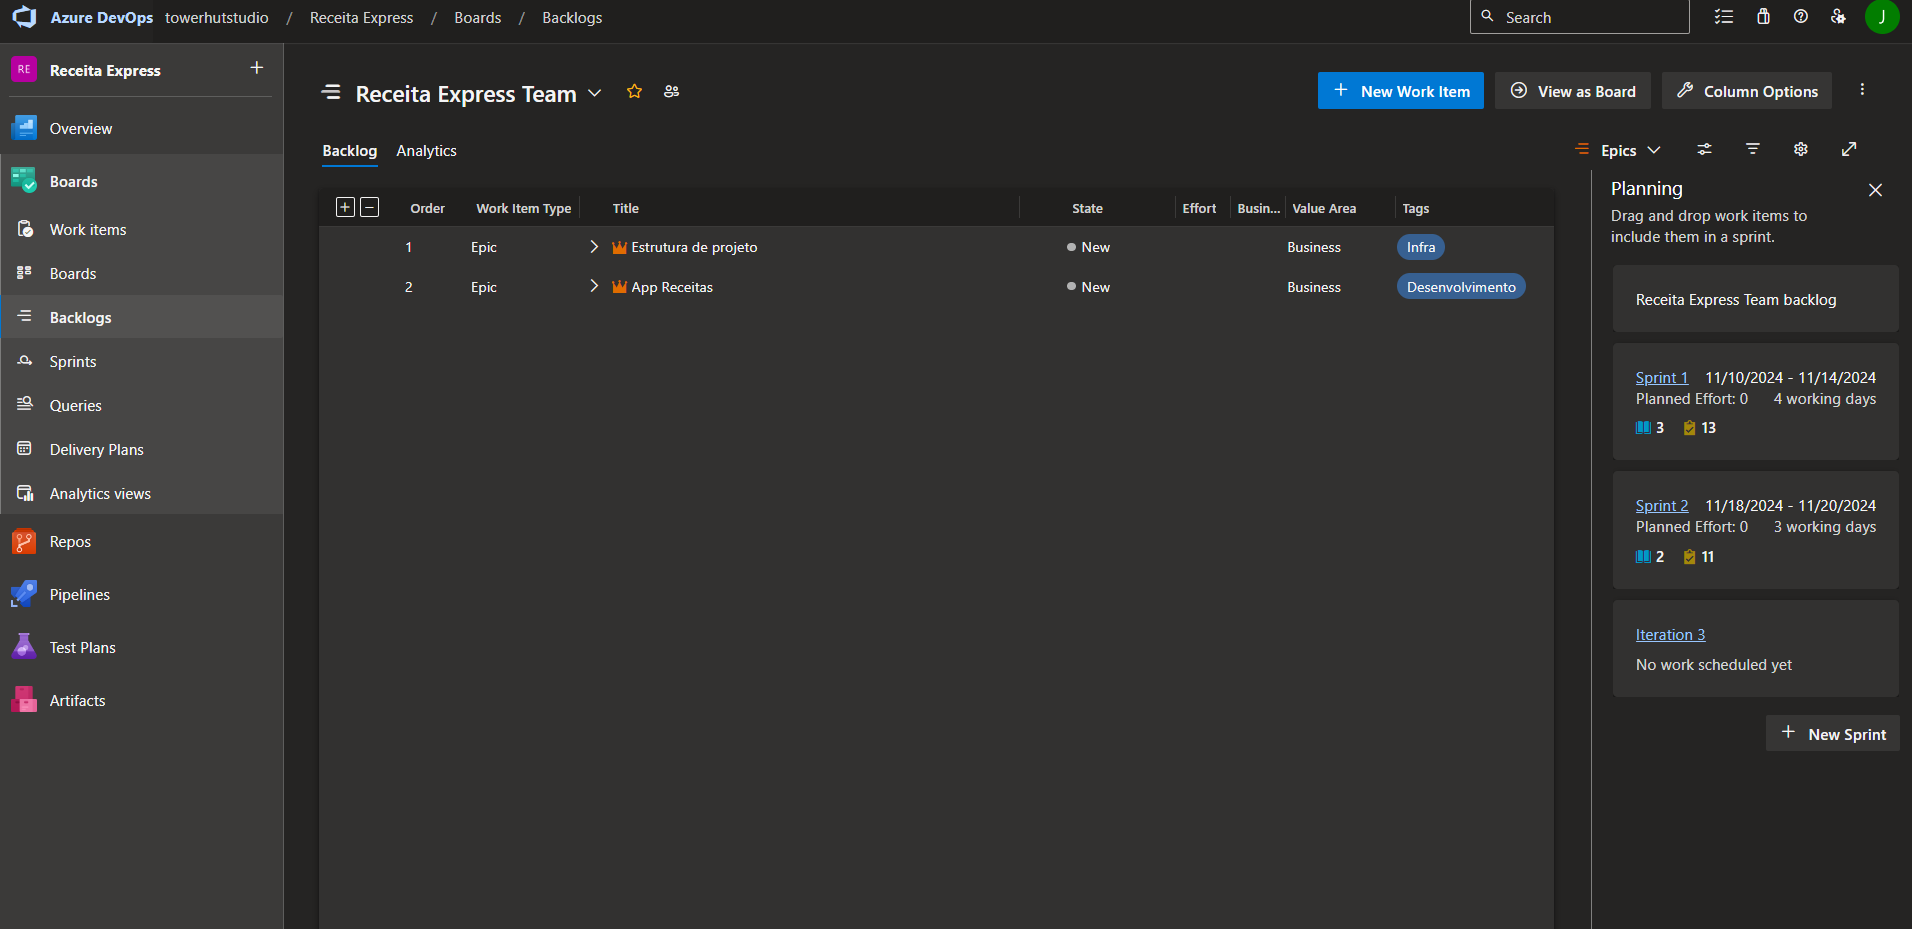 Azure DevOps towerhutstudio / Receita Express / Boards / Backlogs
Search
J
RE Receita Express
Overview
Boards
Work items
Boards
Backlogs
Sprints
Queries
Delivery Plans
Analytics views
Repos
Pipelines
Test Plans
Artifacts
Receita Express Team
New Work Item View as Board Column Options
Backlog Analytics
Epics
Order Work Item Type Title State Effort Busin... Value Area Tags
1 Epic Estrutura de projeto New Business Infra
2 Epic App Receitas New Business Desenvolvimento
Planning
Drag and drop work items to
include them in a sprint.
Receita Express Team backlog
Sprint 1 11/10/2024 - 11/14/2024
Planned Effort: 0 4 working days
3 13
Sprint 2 11/18/2024 - 11/20/2024
Planned Effort: 0 3 working days
2 11
Iteration 3
No work scheduled yet
New Sprint